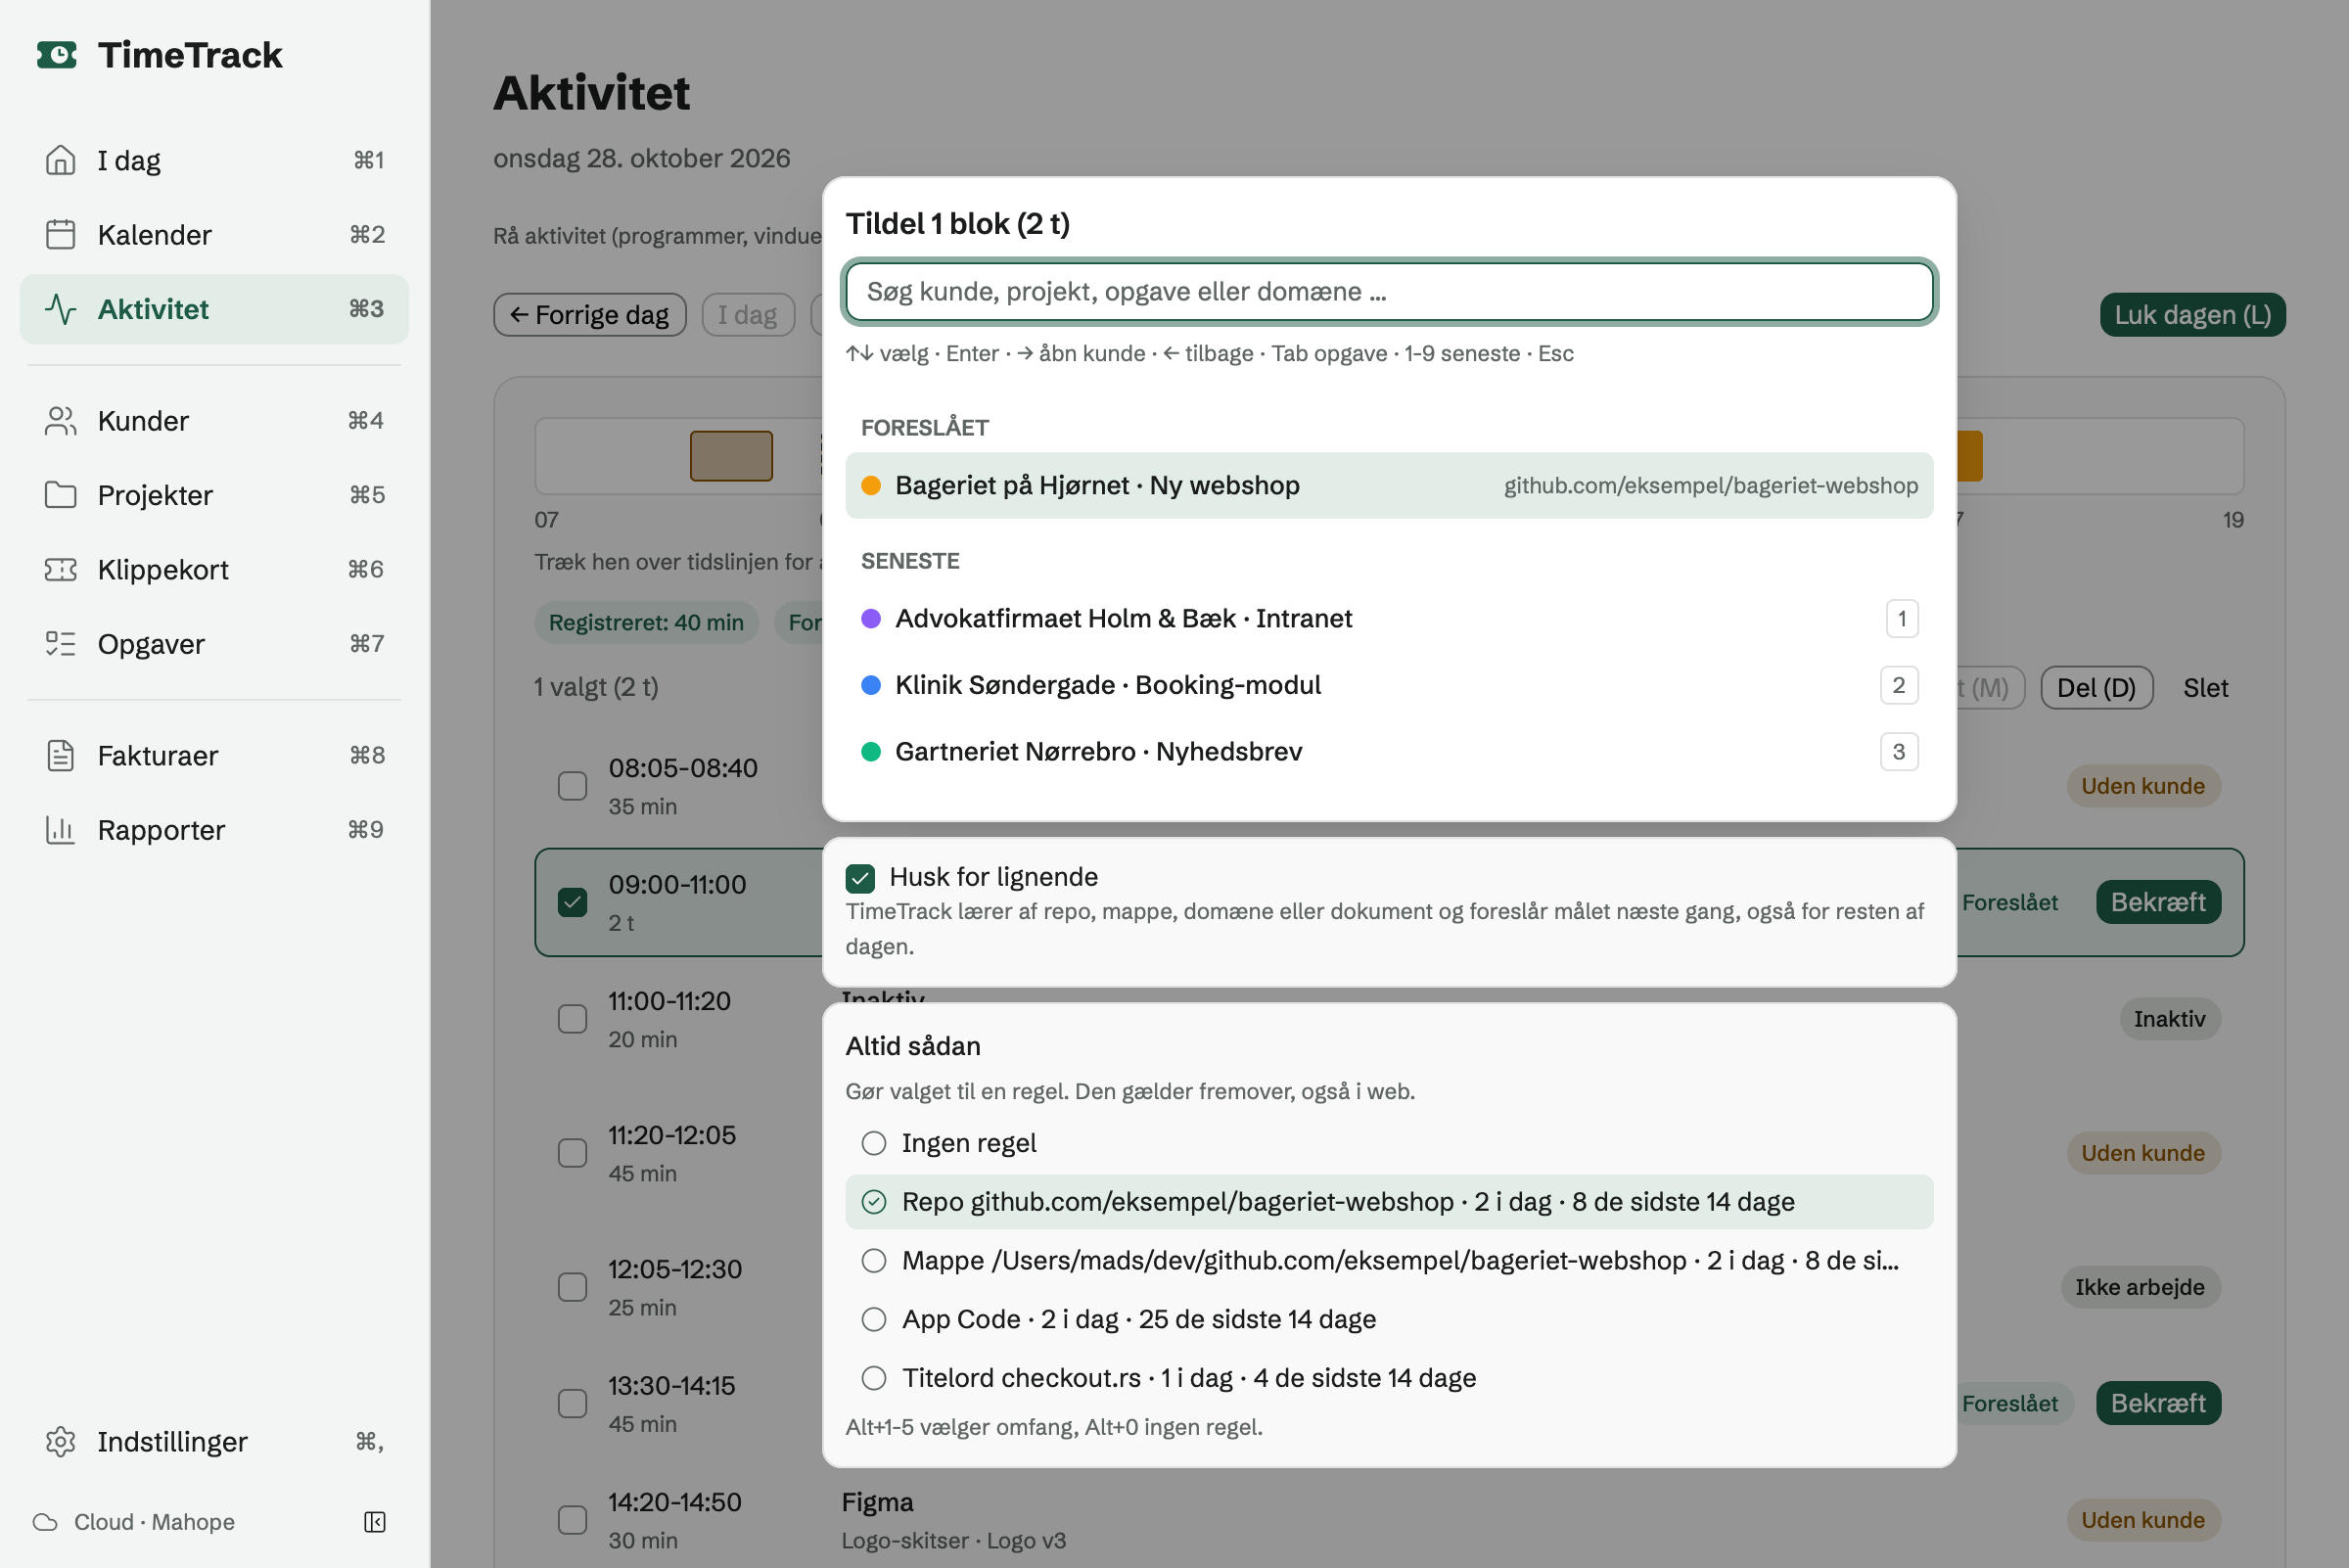 TimeTrack
I dag ⌘1
Kalender ⌘2
Aktivitet ⌘3
Kunder ⌘4
Projekter ⌘5
Klippekort ⌘6
Opgaver ⌘7
Fakturaer ⌘8
Rapporter ⌘9
Indstillinger ⌘,
Cloud · Mahope
Aktivitet
onsdag 28. oktober 2026
Rå aktivitet (programmer, vindue
← Forrige dag
I dag
Luk dagen (L)
07
19
Træk hen over tidslinjen for
Registreret: 40 min
For
1 valgt (2 t)
t (M)
Del (D)
Slet
08:05-08:40
35 min
Uden kunde
09:00-11:00
2 t
Foreslået
Bekræft
11:00-11:20
20 min
Inaktiv
Inaktiv
11:20-12:05
45 min
Uden kunde
12:05-12:30
25 min
Ikke arbejde
13:30-14:15
45 min
Foreslået
Bekræft
14:20-14:50
30 min
Figma
Logo-skitser · Logo v3
Uden kunde
Tildel 1 blok (2 t)
Søg kunde, projekt, opgave eller domæne ...
↑↓ vælg · Enter · → åbn kunde · ← tilbage · Tab opgave · 1-9 seneste · Esc
FORESLÅET
Bageriet på Hjørnet · Ny webshop github.com/eksempel/bageriet-webshop
SENESTE
Advokatfirmaet Holm & Bæk · Intranet 1
Klinik Søndergade · Booking-modul 2
Gartneriet Nørrebro · Nyhedsbrev 3
Husk for lignende
TimeTrack lærer af repo, mappe, domæne eller dokument og foreslår målet næste gang, også for resten af
dagen.
Altid sådan
Gør valget til en regel. Den gælder fremover, også i web.
Ingen regel
Repo github.com/eksempel/bageriet-webshop · 2 i dag · 8 de sidste 14 dage
Mappe /Users/mads/dev/github.com/eksempel/bageriet-webshop · 2 i dag · 8 de si...
App Code · 2 i dag · 25 de sidste 14 dage
Titelord checkout.rs · 1 i dag · 4 de sidste 14 dage
Alt+1-5 vælger omfang, Alt+0 ingen regel.